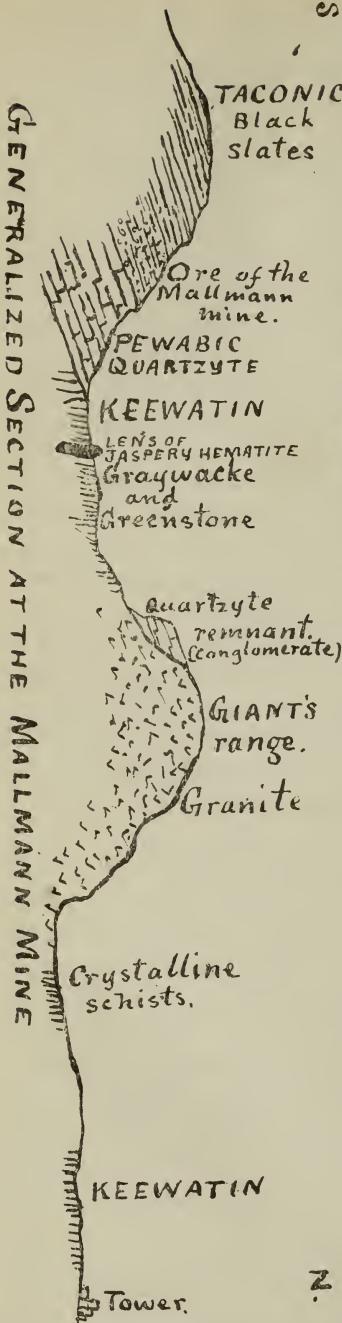 S
TACONIC
Black
slates
Ore of the
Mallmann
mine.
PEWABIC
QUARTZYTE
KEEWATIN
LENS OF
JASPERY HEMATITE
Graywacke
and
Greenstone
Quartzyte
remnant.
(conglomerate)
GIANT'S
range.
Granite
Crystalline
schists.
KEEWATIN
Tower.
N
GENERALIZED SECTION AT THE MALLMANN MINE